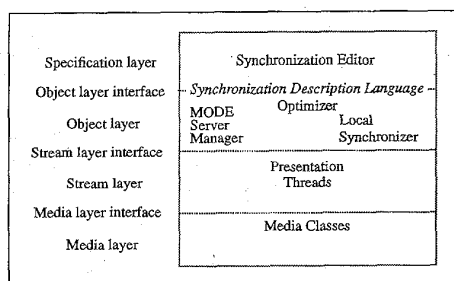 Specification layer
Synchronization Editor
Object layer interface
Synchronization Description Language
Object layer
MODE
Server
Manager
Optimizer
Local
Synchronizer
Stream layer interface
Stream layer
Presentation
Threads
Media layer interface
Media layer
Media Classes